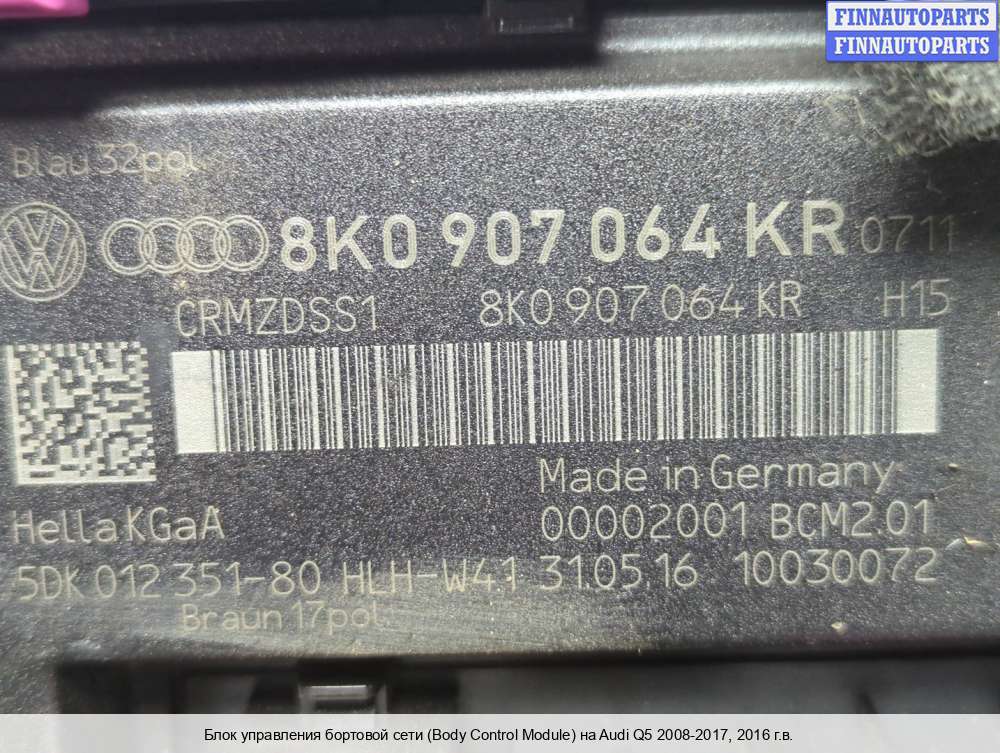 FINNAUTOPARTS
FINNAUTOPARTS
Blau 32pol
8K0 907 064 KR 0711
CRMZDSS1 8K0 907 064 KR H15
Made in Germany
Hella KGaA 00002001 BCM2.01
5DK 012 351-80 HLH-W41 31.05.16 10030072
Braun 17pol
Блок управления бортовой сети (Body Control Module) на Audi Q5 2008-2017, 2016 г.в.